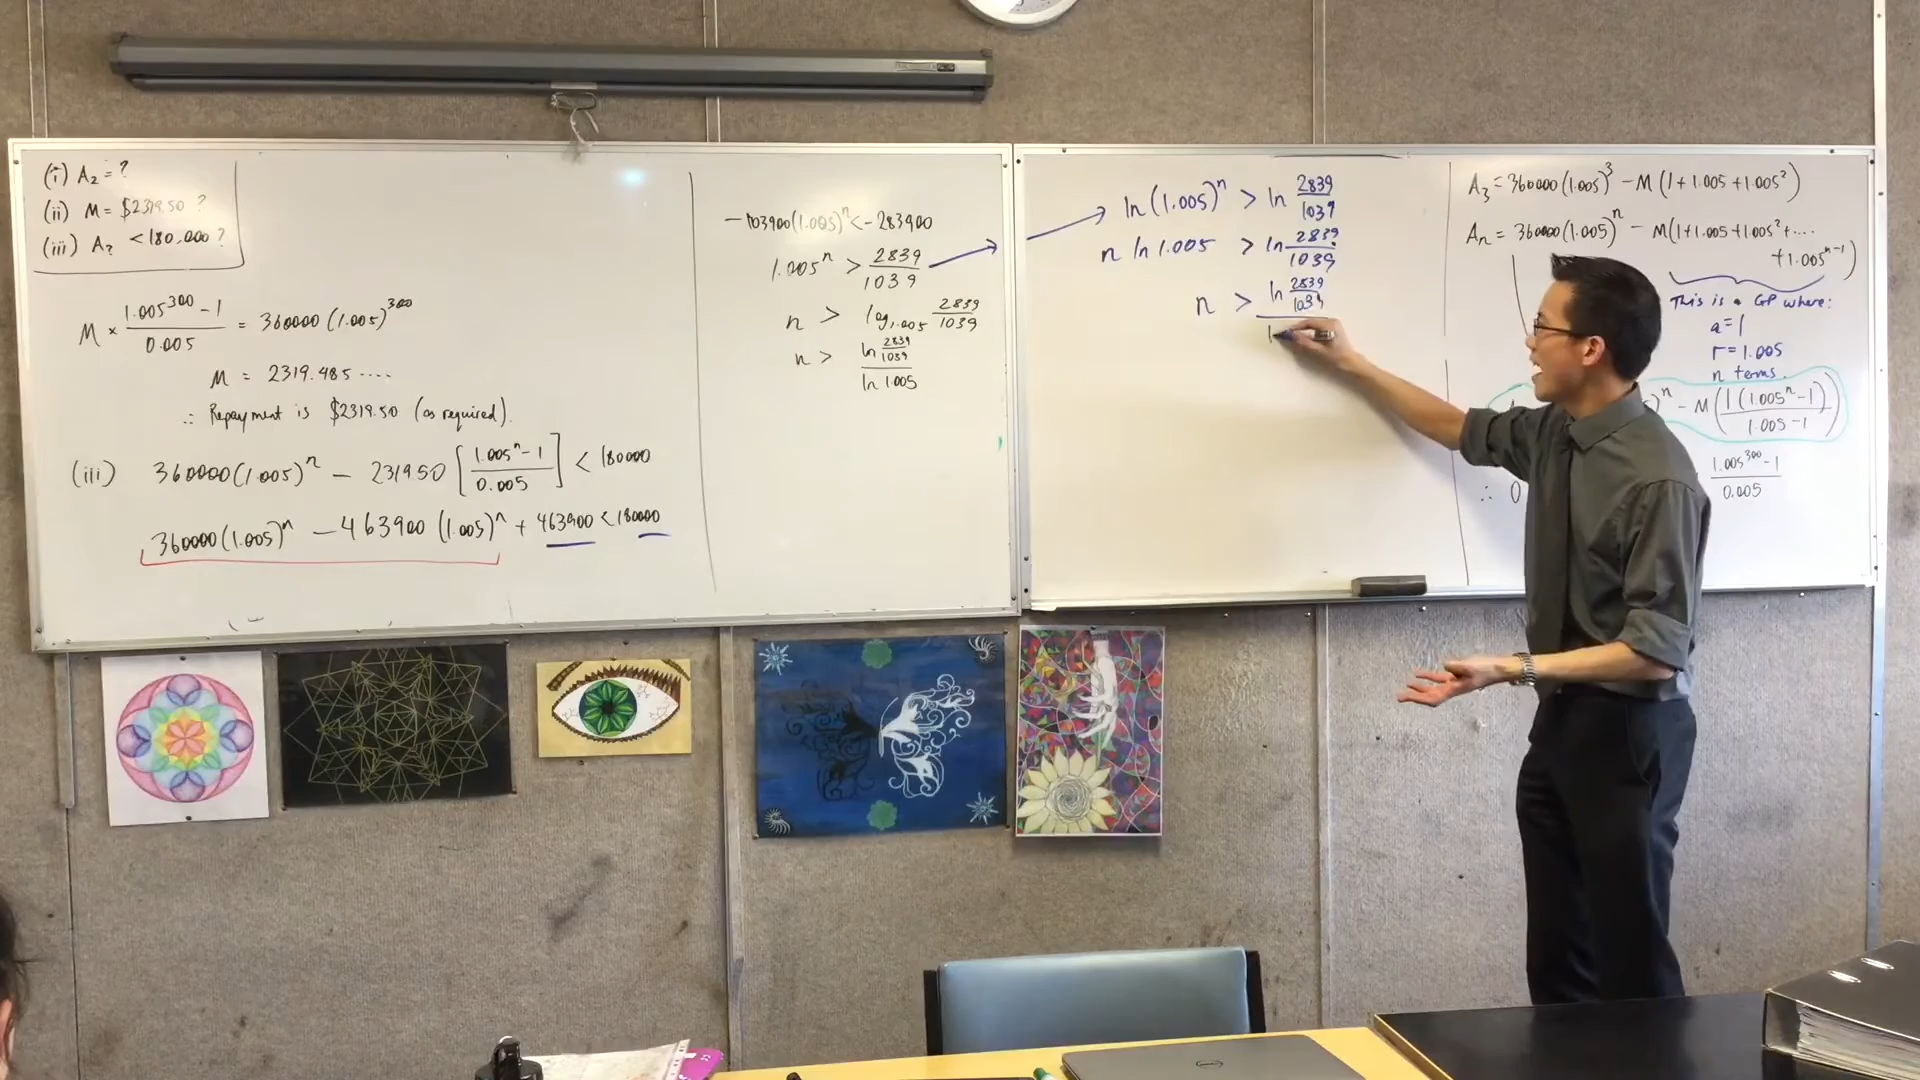 (i) A₂ = ?
(ii) M = $2319.50 ?
(iii) A? < 180,000 ?
M × (1.005³⁰⁰ - 1)/0.005 = 360000 (1.005)³⁰⁰
M = 2319.485 ....
∴ Repayment is $2319.50 (as required).
(iii) 360000(1.005)ⁿ - 231950 [(1.005ⁿ - 1)/0.005] < 180000
360000(1.005)ⁿ - 463900 (1.005)ⁿ + 463900 < 180000
-103900(1.005)ⁿ < -283900
1.005ⁿ > 2839/1039
n > log₁.₀₀₅ 2839/1039
n > (ln 2839/1039)/(ln 1.005)
ln (1.005)ⁿ > ln 2839/1039
n ln 1.005 > ln 2839/1039
n > ln 2839/1039
A₃ = 360000(1.005)³ - M(1 + 1.005 + 1.005²)
Aₙ = 360000(1.005)ⁿ - M(1 + 1.005 + 1.005² + ....
+ 1.005ⁿ⁻¹)
This is a GP where:
a = 1
r = 1.005
n terms.
)ⁿ - M((1(1.005ⁿ - 1))/(1.005 - 1))
∴ 0
(1.005³⁰⁰ - 1)/0.005